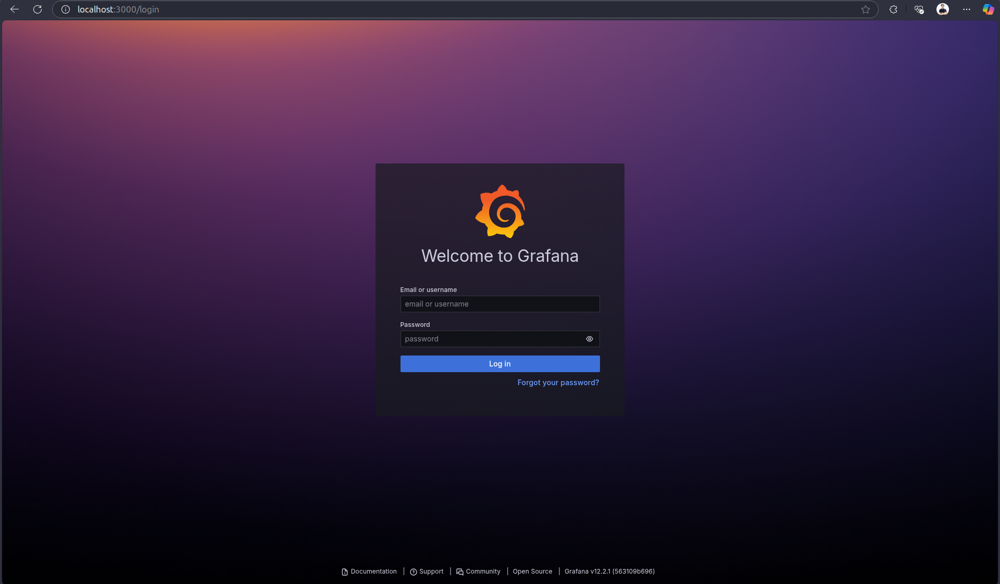 localhost:3000/login
Welcome to Grafana
Email or username
email or username
Password
password
Log in
Forgot your password?
Documentation | Support | Community | Open Source | Grafana v12.2.1 (563109b696)